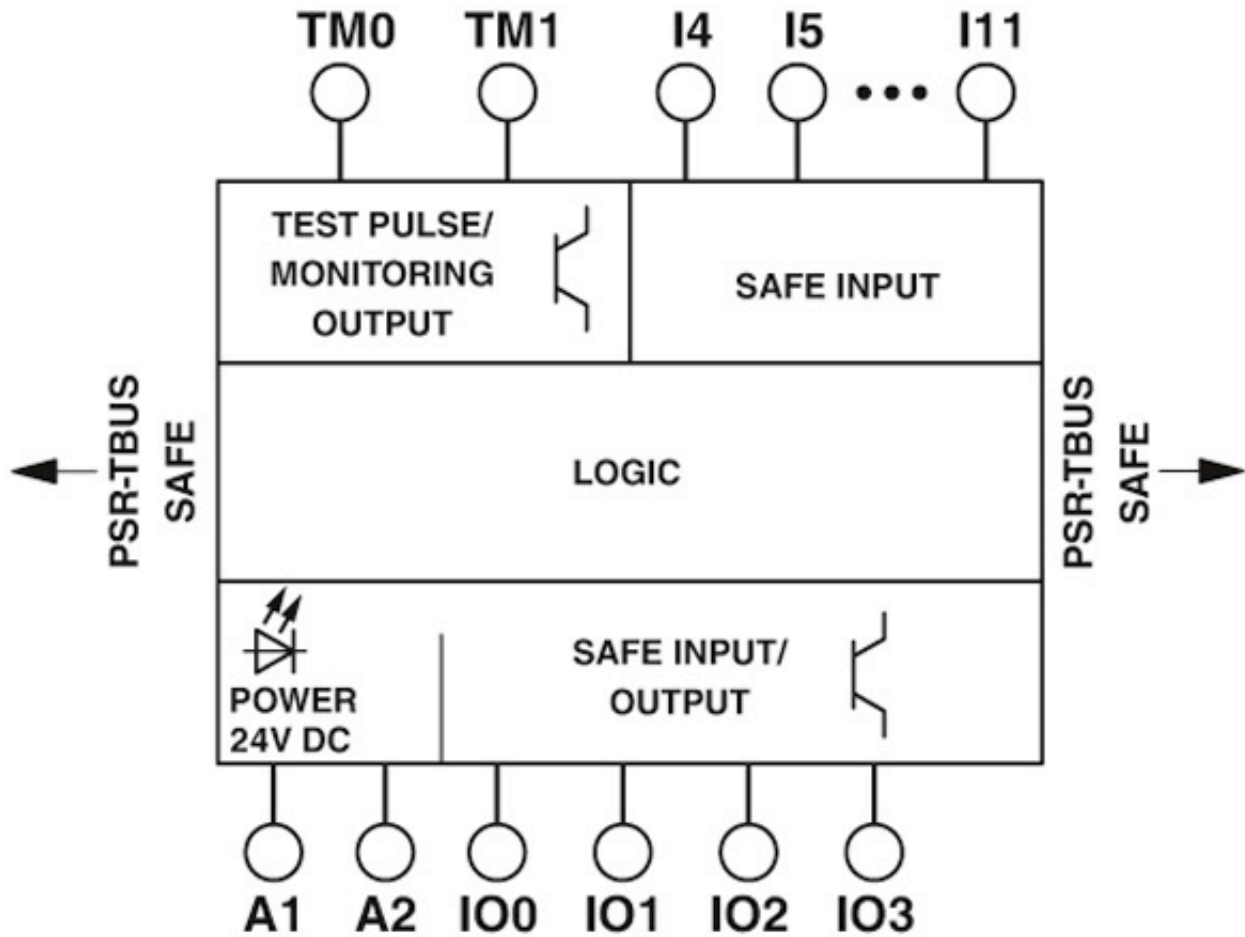 TM0 TM1 I4 I5 ••• I11
TEST PULSE/
MONITORING
OUTPUT
SAFE INPUT
PSR-TBUS
SAFE
LOGIC
PSR-TBUS
SAFE
POWER
24V DC
SAFE INPUT/
OUTPUT
A1 A2 IO0 IO1 IO2 IO3